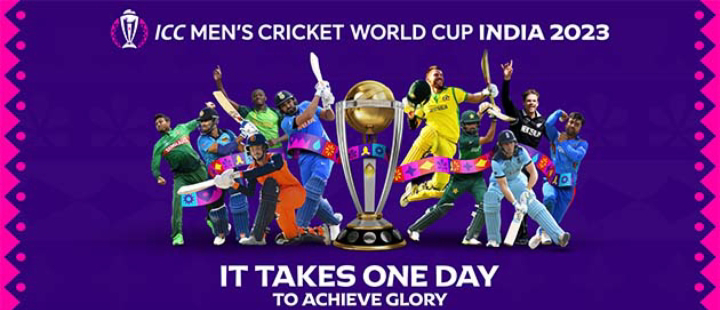 ICC MEN'S CRICKET WORLD CUP INDIA 2023
IT TAKES ONE DAY
TO ACHIEVE GLORY